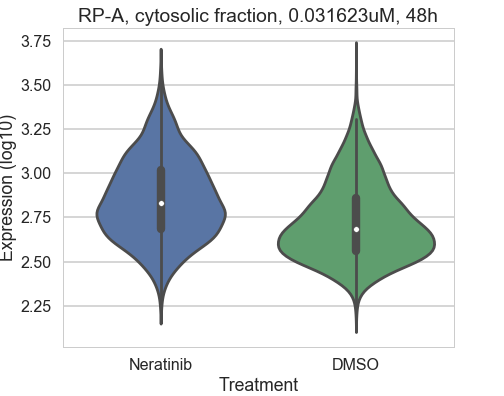 RP-A, cytosolic fraction, 0.031623uM, 48h
Expression (log10)
3.75
3.50
3.25
3.00
2.75
2.50
2.25
Neratinib DMSO
Treatment